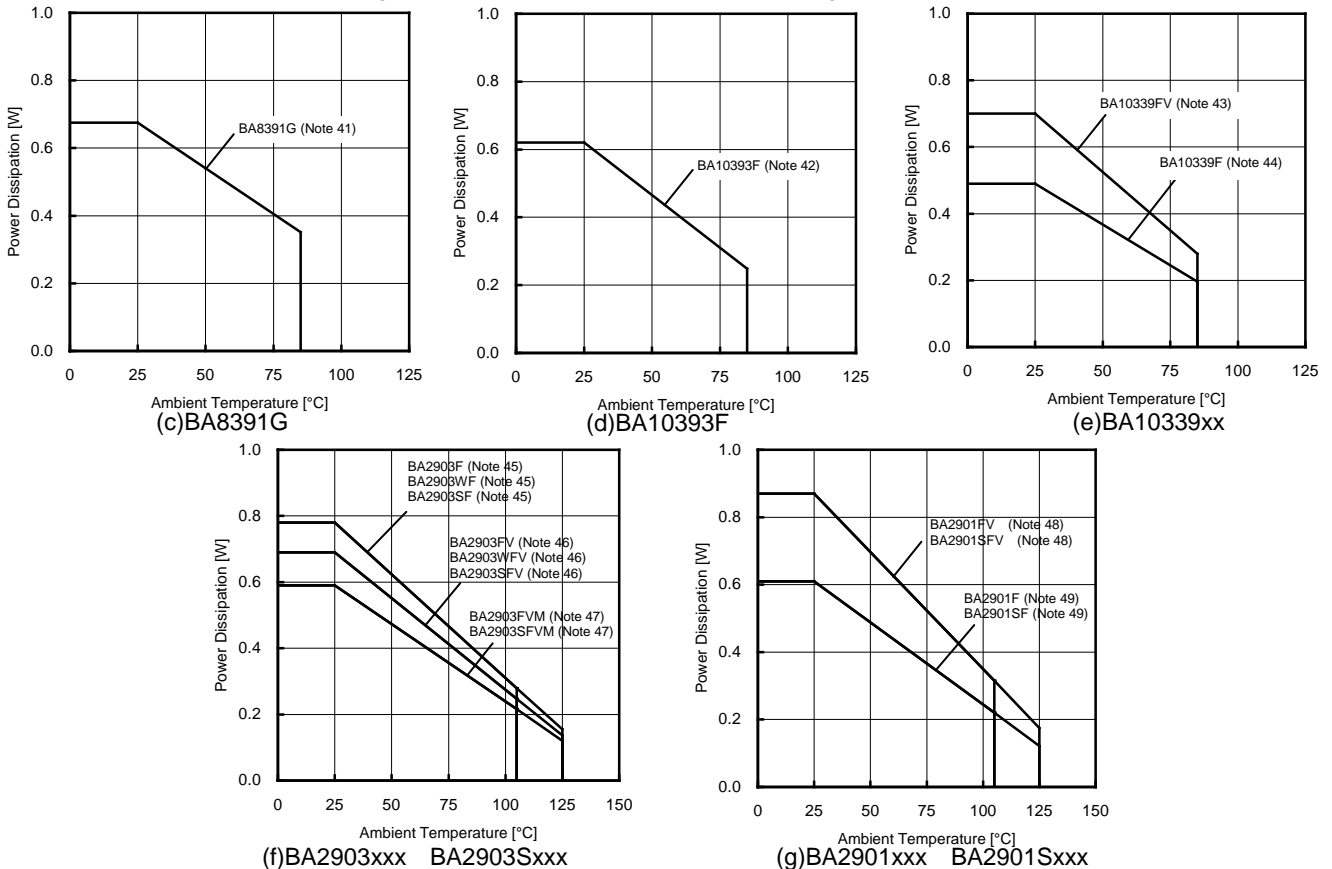 1.0
0.8
0.6
0.4
0.2
0.0
Power Dissipation [W]
BA8391G (Note 41)
0 25 50 75 100 125
Ambient Temperature [°C]
(c)BA8391G
1.0
0.8
0.6
0.4
0.2
0.0
Power Dissipation [W]
BA10393F (Note 42)
0 25 50 75 100 125
Ambient Temperature [°C]
(d)BA10393F
1.0
0.8
0.6
0.4
0.2
0.0
Power Dissipation [W]
BA10339FV (Note 43)
BA10339F (Note 44)
0 25 50 75 100 125
Ambient Temperature [°C]
(e)BA10339xx
1.0
0.8
0.6
0.4
0.2
0.0
Power Dissipation [W]
BA2903F (Note 45)
BA2903WF (Note 45)
BA2903SF (Note 45)
BA2903FV (Note 46)
BA2903WFV (Note 46)
BA2903SFV (Note 46)
BA2903FVM (Note 47)
BA2903SFVM (Note 47)
0 25 50 75 100 125 150
Ambient Temperature [°C]
(f)BA2903xxx BA2903Sxxx
1.0
0.8
0.6
0.4
0.2
0.0
Power Dissipation [W]
BA2901FV (Note 48)
BA2901SFV (Note 48)
BA2901F (Note 49)
BA2901SF (Note 49)
0 25 50 75 100 125 150
Ambient Temperature [°C]
(g)BA2901xxx BA2901Sxxx